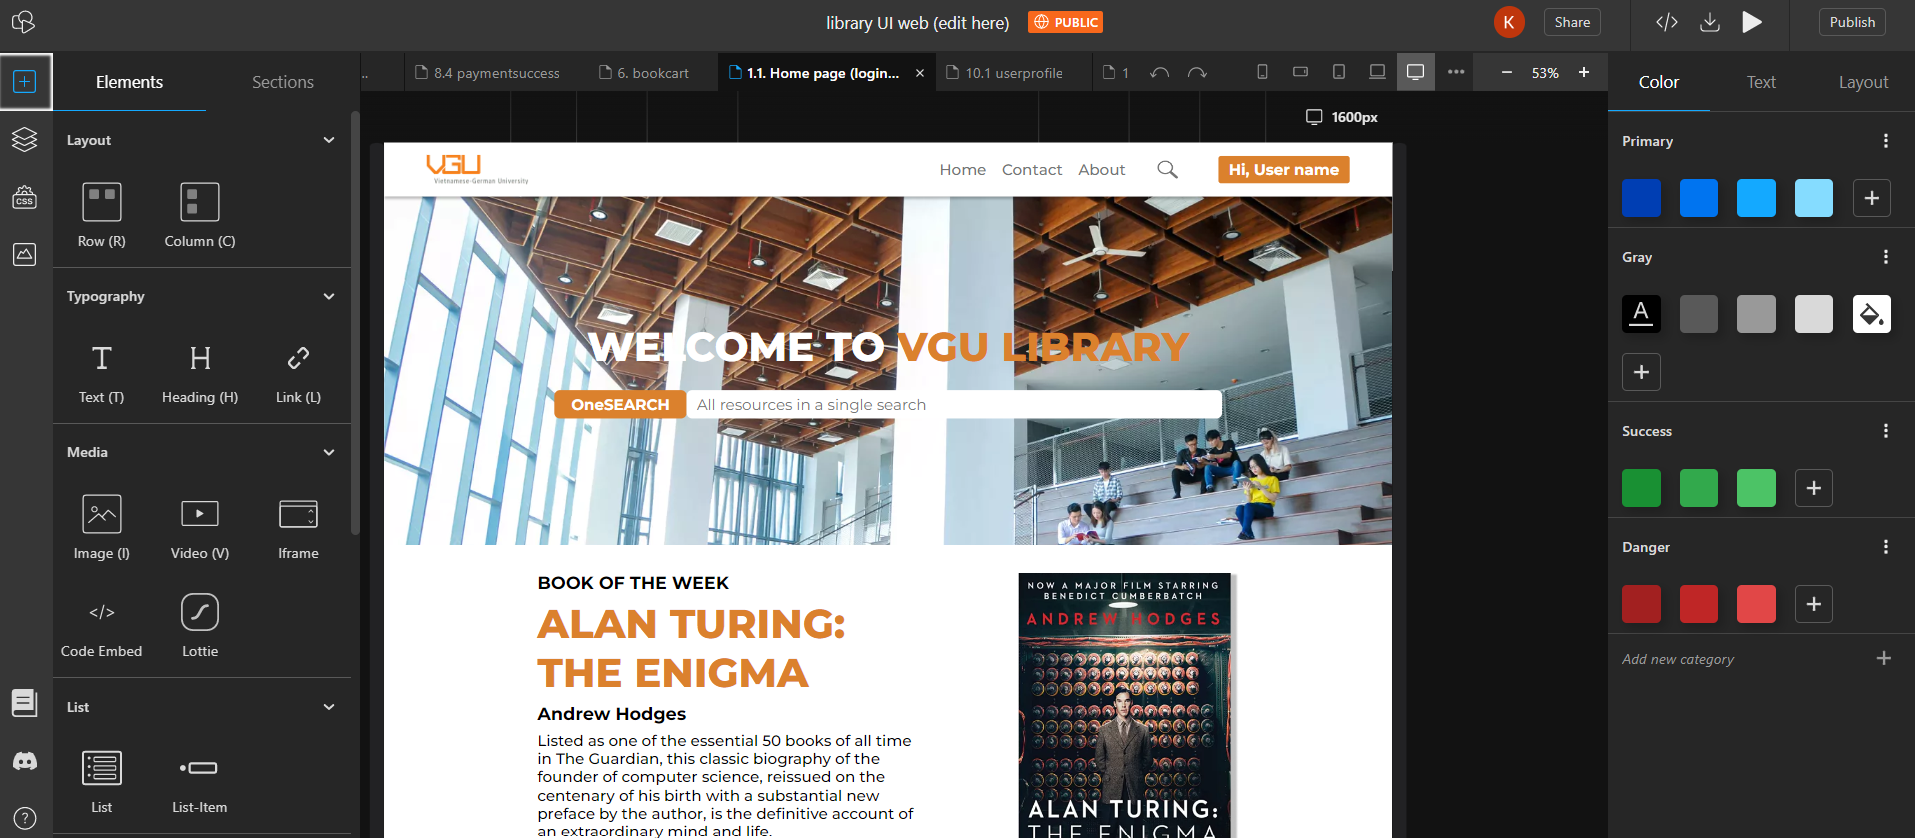 library UI web (edit here)
PUBLIC
K
Share
</>
Publish
Elements
Sections
..
8.4 paymentsuccess
6. bookcart
1.1. Home page (login...
10.1 userprofile
1
53%
Color
Text
Layout
1600px
Layout
Row (R)
Column (C)
Typography
Text (T)
Heading (H)
Link (L)
Media
Image (I)
Video (V)
Iframe
</>
Code Embed
Lottie
List
List
List-Item
CSS
VGU
Vietnamese-German University
Home
Contact
About
Hi, User name
WELCOME TO VGU LIBRARY
OneSEARCH
All resources in a single search
BOOK OF THE WEEK
ALAN TURING:
THE ENIGMA
Andrew Hodges
Listed as one of the essential 50 books of all time
in The Guardian, this classic biography of the
founder of computer science, reissued on the
centenary of his birth with a substantial new
preface by the author, is the definitive account of
an extraordinary mind and life.
NOW A MAJOR FILM STARRING
BENEDICT CUMBERBATCH
ANDREW HODGES
ALAN TURING:
THE ENIGMA
Primary
Gray
A
Success
Danger
Add new category